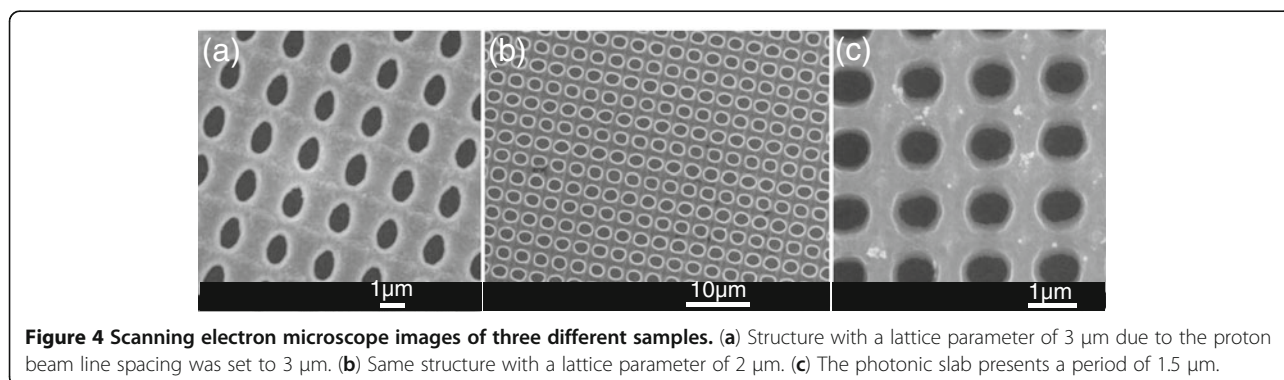 (a) (b) (c)
1µm 10µm 1µm
Figure 4 Scanning electron microscope images of three different samples. (a) Structure with a lattice parameter of 3 µm due to the proton
beam line spacing was set to 3 µm. (b) Same structure with a lattice parameter of 2 µm. (c) The photonic slab presents a period of 1.5 µm.